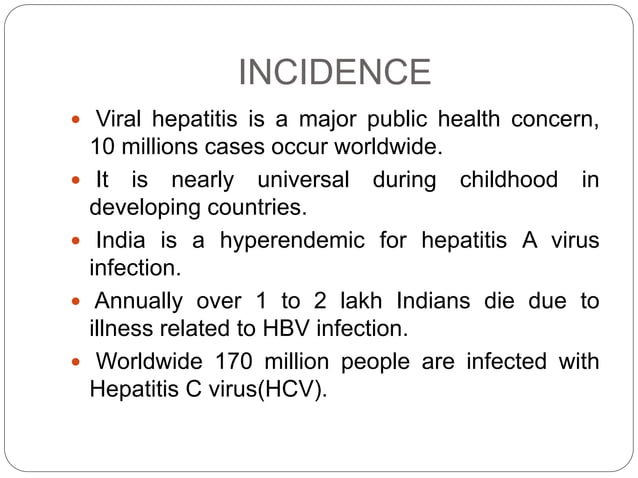 INCIDENCE
• Viral hepatitis is a major public health concern,
10 millions cases occur worldwide.
• It is nearly universal during childhood in
developing countries.
• India is a hyperendemic for hepatitis A virus
infection.
• Annually over 1 to 2 lakh Indians die due to
illness related to HBV infection.
• Worldwide 170 million people are infected with
Hepatitis C virus(HCV).